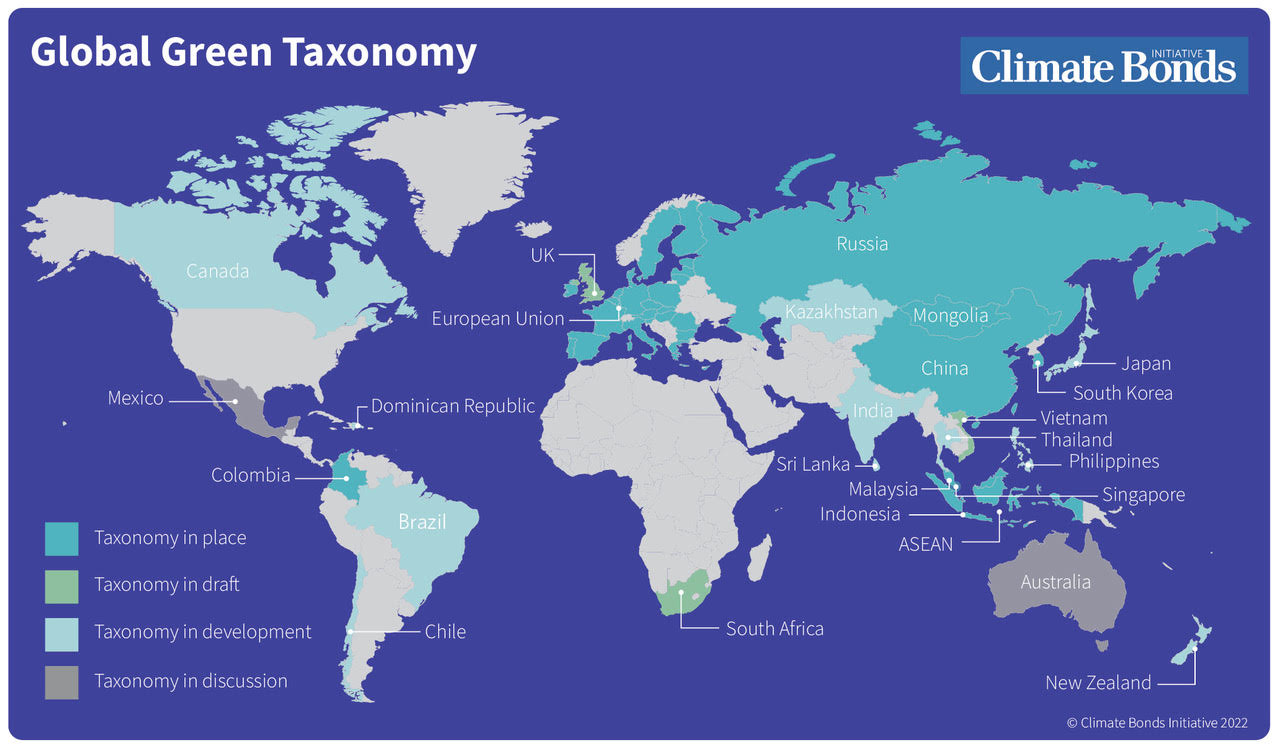 Global Green Taxonomy
INITIATIVE
Climate Bonds
Canada
UK
Russia
European Union
Kazakhstan
Mongolia
China
Japan
South Korea
Mexico
Dominican Republic
India
Vietnam
Thailand
Colombia
Sri Lanka
Philippines
Malaysia
Singapore
Brazil
Indonesia
ASEAN
Taxonomy in place
Taxonomy in draft
Australia
Taxonomy in development
Chile
South Africa
Taxonomy in discussion
New Zealand
© Climate Bonds Initiative 2022